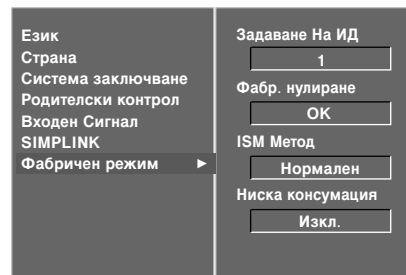 Език
Страна
Система заключване
Родителски контрол
Входен Сигнал
SIMPLINK
Фабричен режим ►
Задаване На ИД
1
Фабр. нулиране
OK
ISM Метод
Нормален
Ниска консумация
Изкл.